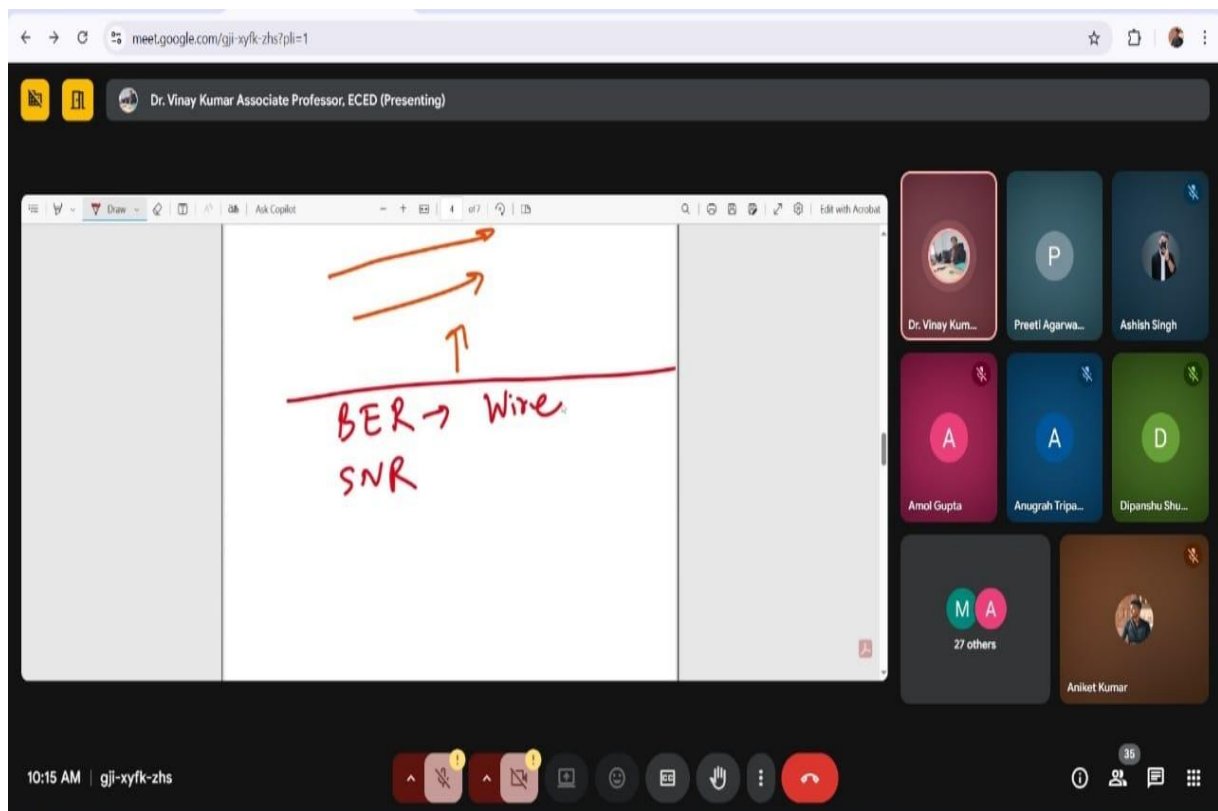 meet.google.com/gji-xyfk-zhs?pli=1
Dr. Vinay Kumar Associate Professor, ECED (Presenting)
Draw
Ask Copilot
4 of 7
Edit with Acrobat
BER → Wire
SNR
Dr. Vinay Kum...
P
Preeti Agarwa...
Ashish Singh
A
Amol Gupta
A
Anugrah Tripa...
D
Dipanshu Shu...
M A
27 others
Aniket Kumar
10:15 AM | gji-xyfk-zhs
35